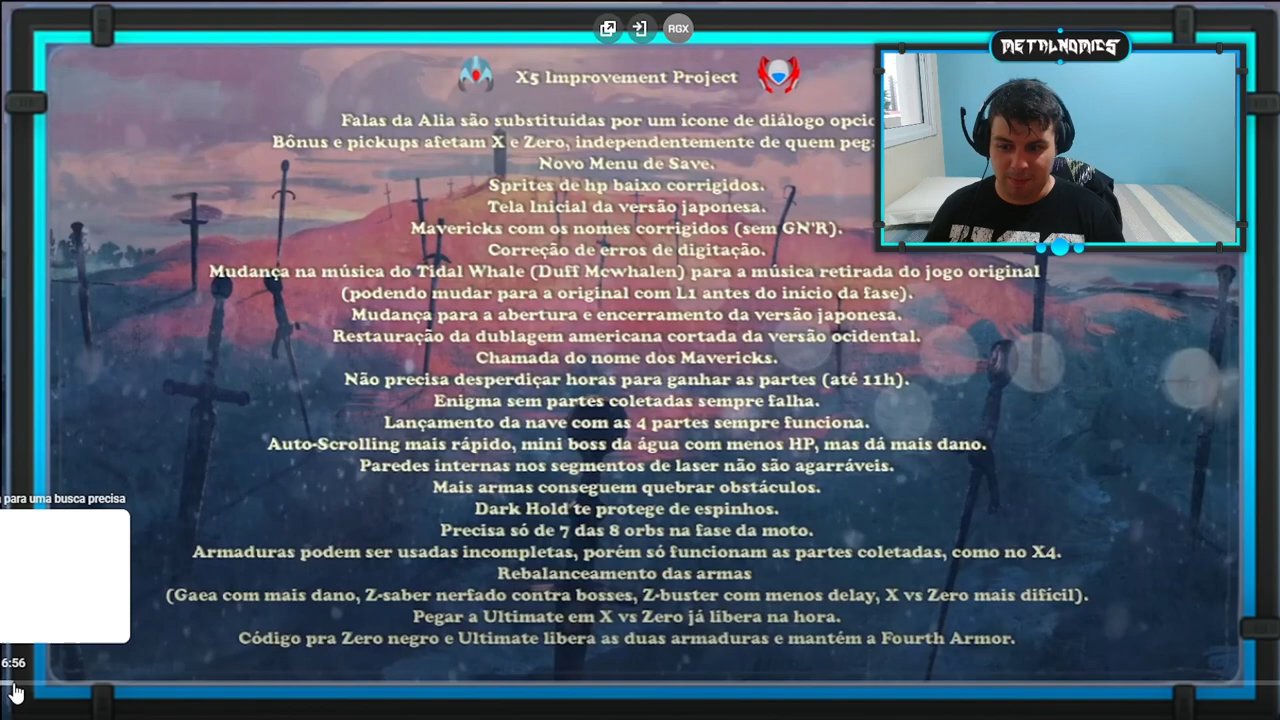 RGX
METALNOMICS
X5 Improvement Project
Falas da Alia são substituídas por um ícone de diálogo opcio
Bônus e pickups afetam X e Zero, independentemente de quem pega
Novo Menu de Save.
Sprites de hp baixo corrigidos.
Tela Inicial da versão japonesa.
Mavericks com os nomes corrigidos (sem GN'R).
Correção de erros de digitação.
Mudança na música do Tidal Whale (Duff Mcwhalen) para a música retirada do jogo original
(podendo mudar para a original com L1 antes do início da fase).
Mudança para a abertura e encerramento da versão japonesa.
Restauração da dublagem americana cortada da versão ocidental.
Chamada do nome dos Mavericks.
Não precisa desperdiçar horas para ganhar as partes (até 11h).
Enigma sem partes coletadas sempre falha.
Lançamento da nave com as 4 partes sempre funciona.
Auto-Scrolling mais rápido, mini boss da água com menos HP, mas dá mais dano.
Paredes internas nos segmentos de laser não são agarráveis.
Mais armas conseguem quebrar obstáculos.
para uma busca precisa
Dark Hold te protege de espinhos.
Precisa só de 7 das 8 orbs na fase da moto.
Armaduras podem ser usadas incompletas, porém só funcionam as partes coletadas, como no X4.
Rebalanceamento das armas
(Gaea com mais dano, Z-saber nerfado contra bosses, Z-buster com menos delay, X vs Zero mais difícil).
Pegar a Ultimate em X vs Zero já libera na hora.
Código pra Zero negro e Ultimate libera as duas armaduras e mantém a Fourth Armor.
6:56